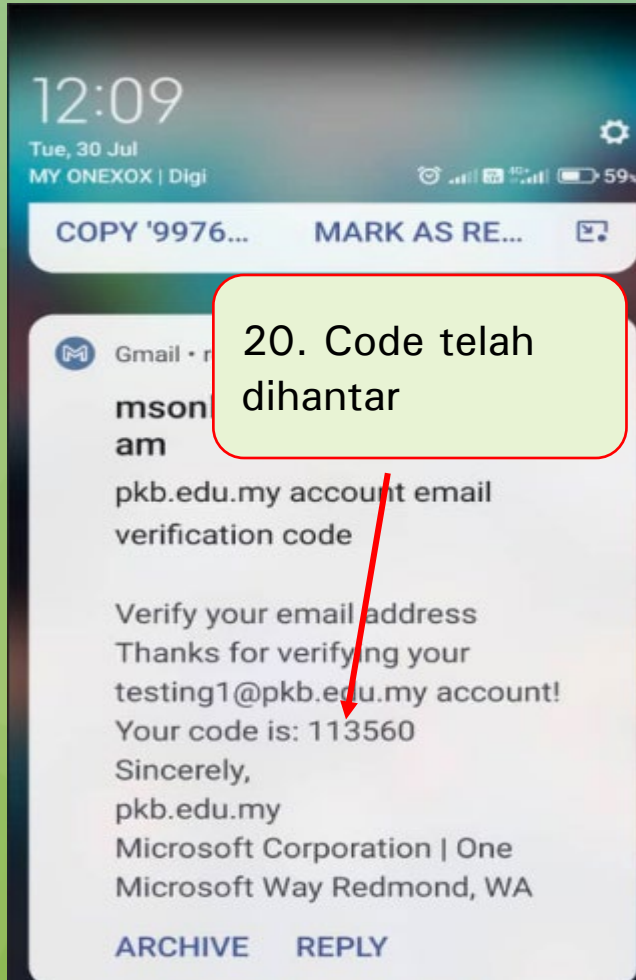 12:09
Tue, 30 Jul
MY ONEXOX | Digi
59
COPY '9976...
MARK AS RE...
Gmail •
20. Code telah
dihantar
am
pkb.edu.my account email
verification code
Verify your email address
Thanks for verifying your
testing1@pkb.edu.my account!
Your code is: 113560
Sincerely,
pkb.edu.my
Microsoft Corporation | One
Microsoft Way Redmond, WA
ARCHIVE
REPLY